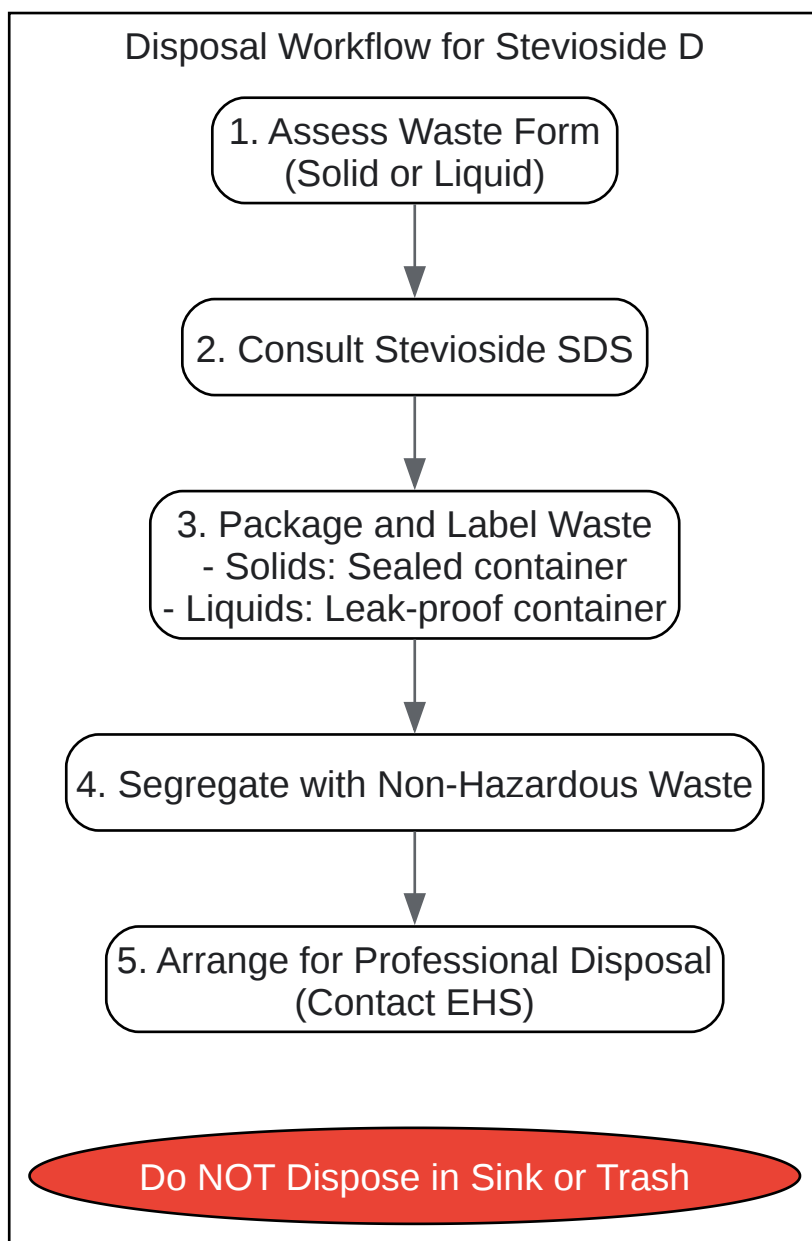 Disposal Workflow for Stevioside D
1. Assess Waste Form
(Solid or Liquid)
2. Consult Stevioside SDS
3. Package and Label Waste
- Solids: Sealed container
- Liquids: Leak-proof container
4. Segregate with Non-Hazardous Waste
5. Arrange for Professional Disposal
(Contact EHS)
Do NOT Dispose in Sink or Trash